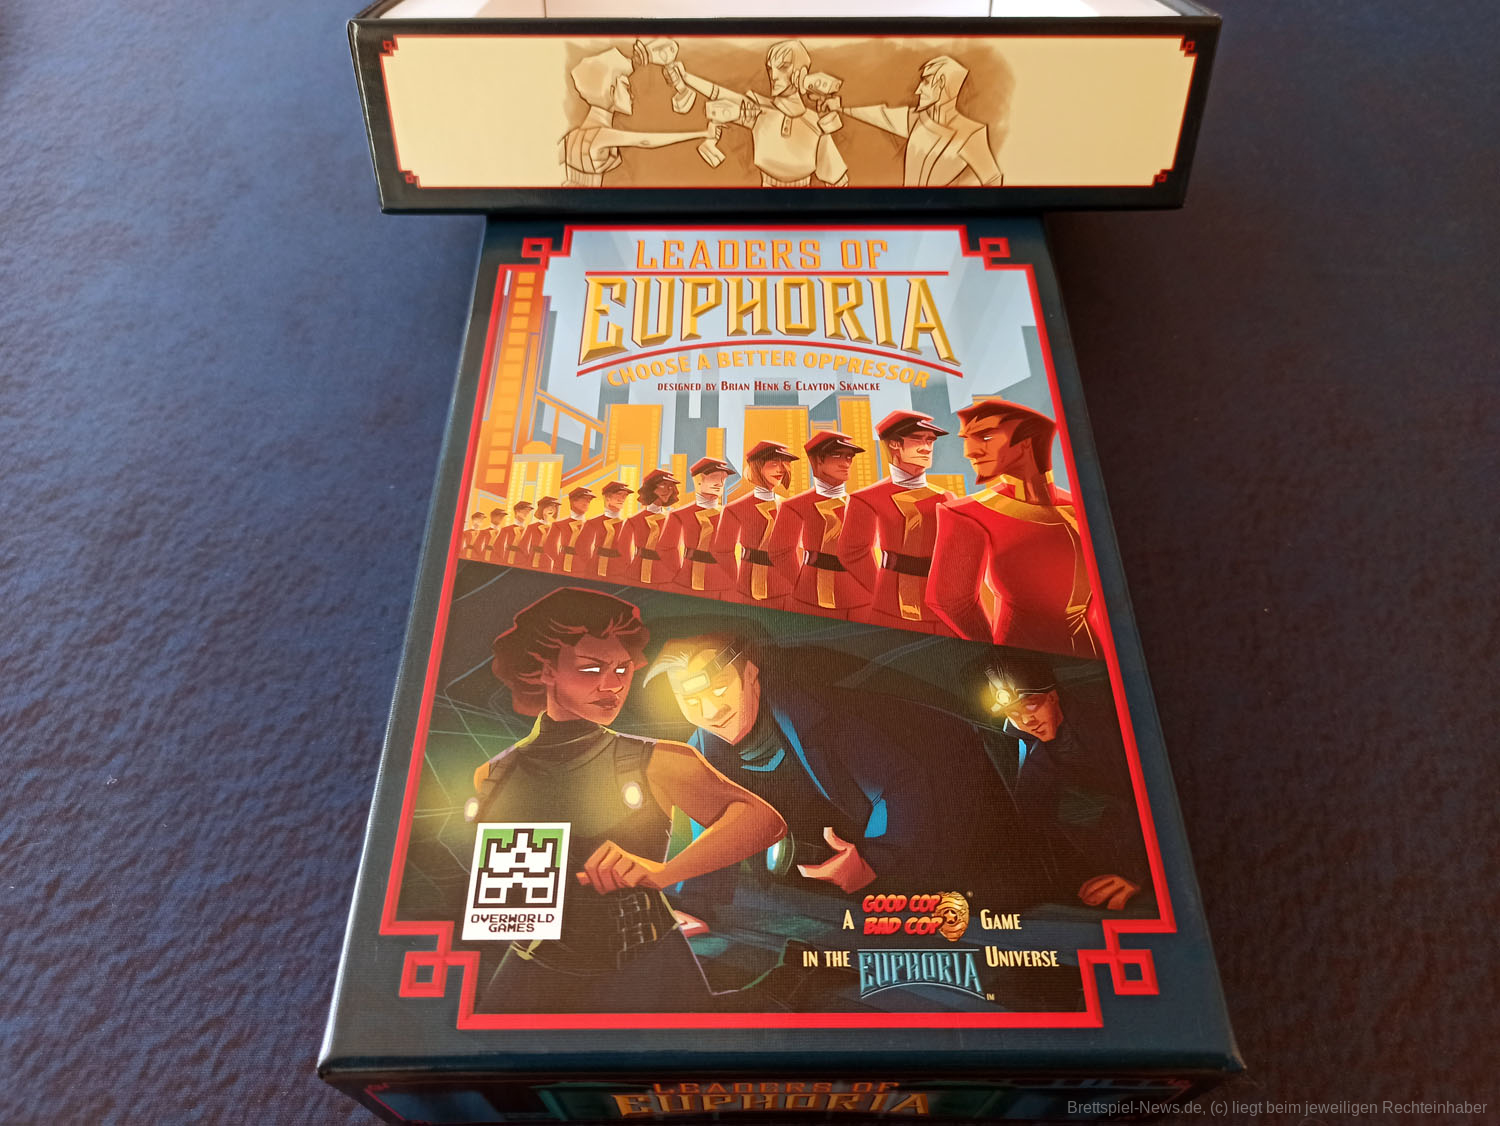 LEADERS OF
EUPHORIA
CHOOSE A BETTER OPPRESSOR
DESIGNED BY BRIAN HENK & CLAYTON SKANCKE
OVERWORLD
GAMES
A GOOD COP BAD COP ® GAME
IN THE EUPHORIA ™ UNIVERSE
LEADERS OF
EUPHORIA
Brettspiel-News.de, (c) liegt beim jeweiligen Rechteinhaber